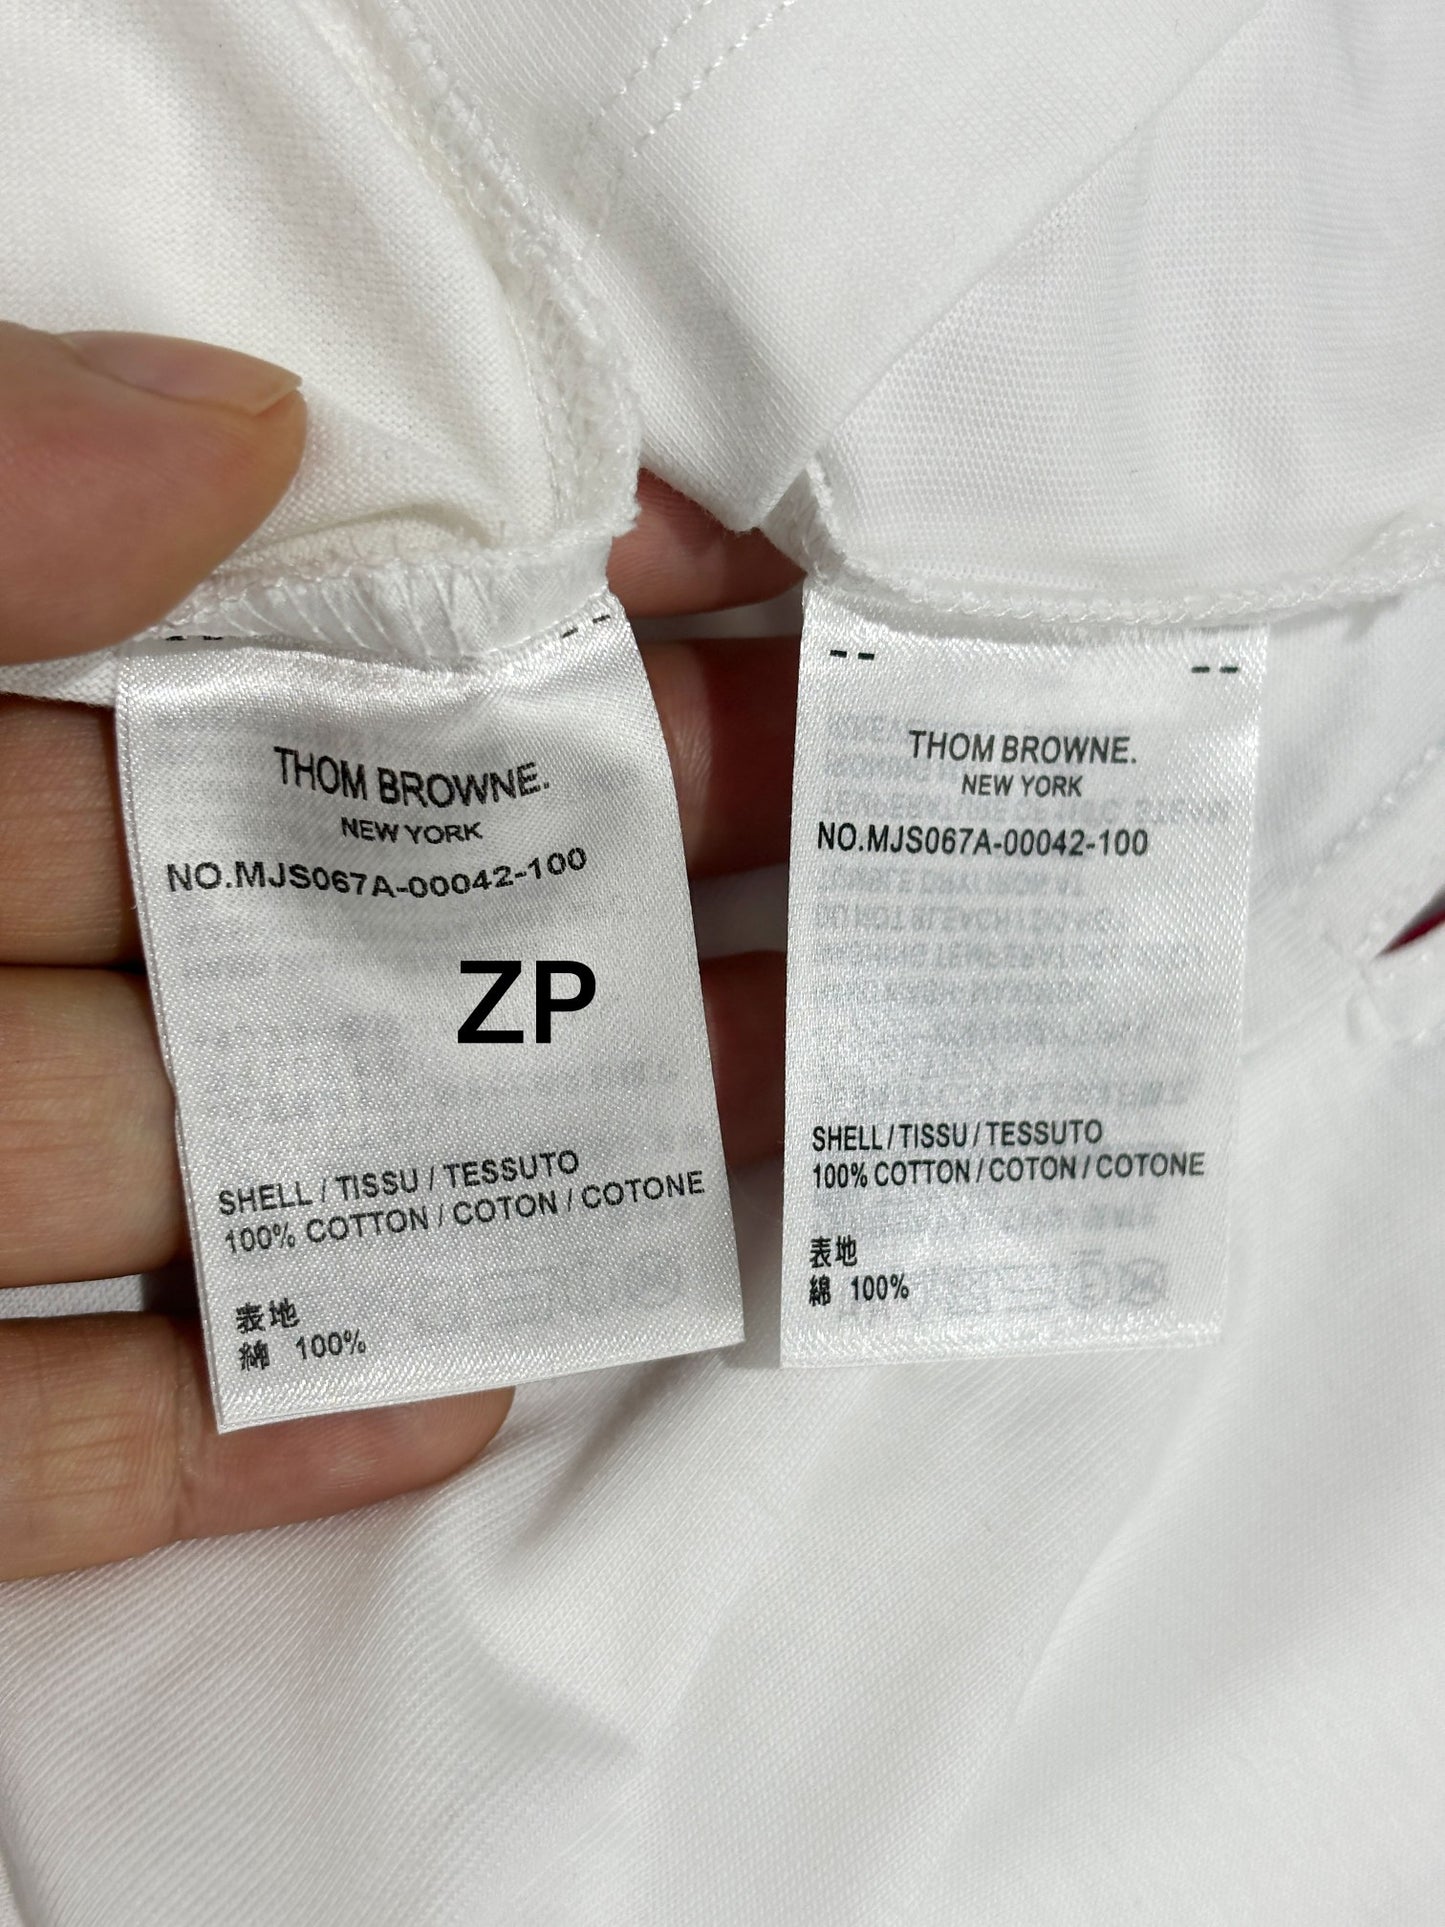 THOM BROWNE.
NEW YORK
NO.MJS067A-00042-100
ZP
SHELL / TISSU / TESSUTO
100% COTTON / COTON / COTONE
表地
綿 100%
THOM BROWNE.
NEW YORK
NO.MJS067A-00042-100
SHELL / TISSU / TESSUTO
100% COTTON / COTON / COTONE
表地
綿 100%